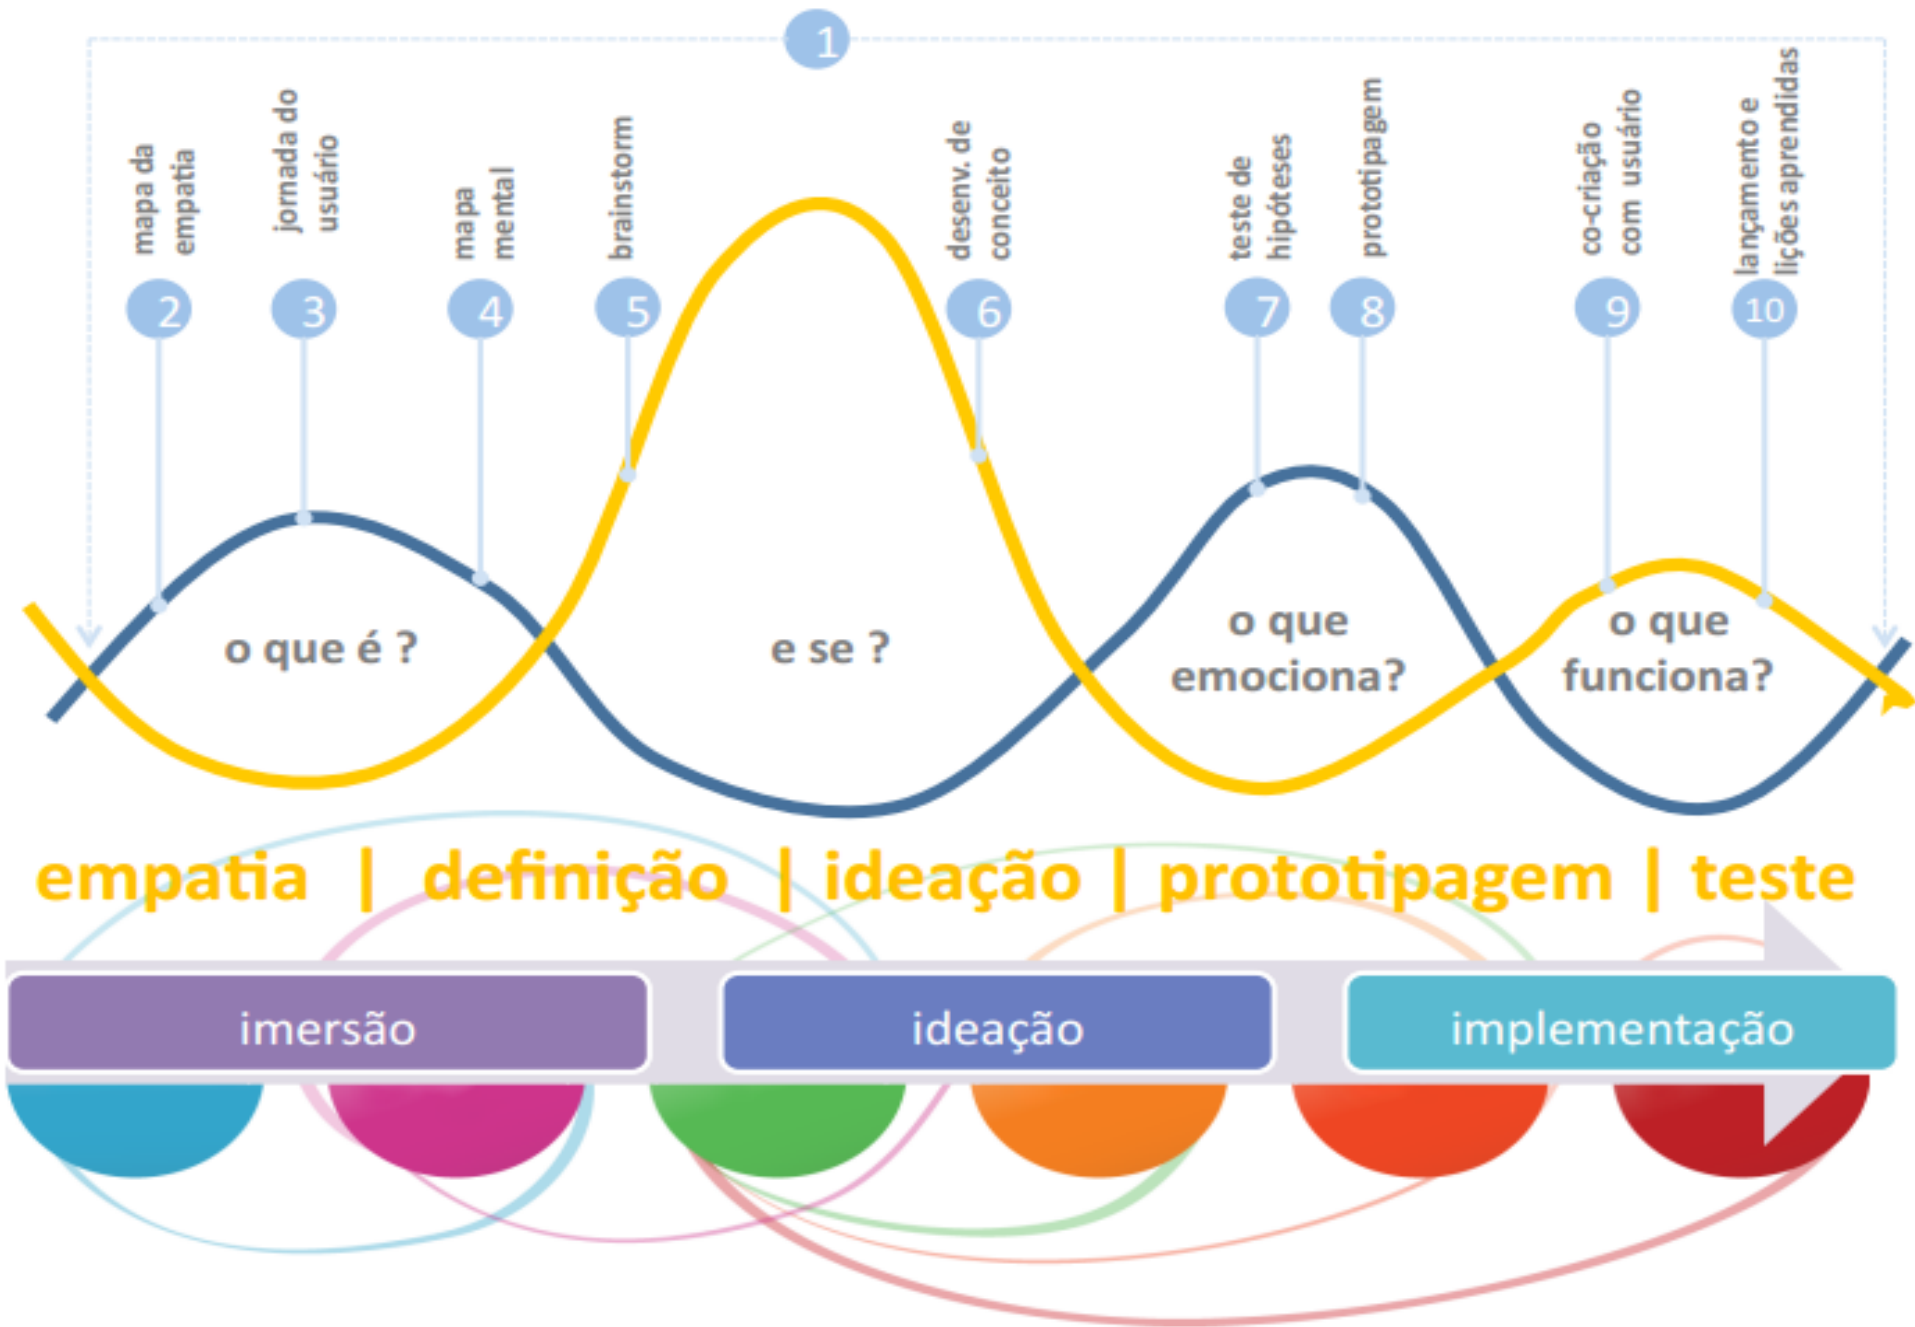 1
mapa da
empatia
jornada do
usuário
mapa
mental
brainstorm
desenv. de
conceito
teste de
hipóteses
prototipagem
co-criação
com usuário
lançamento e
lições aprendidas
2
3
4
5
6
7
8
9
10
o que é ?
e se ?
o que
emociona?
o que
funciona?
empatia | definição | ideação | prototipagem | teste
imersão
ideação
implementação